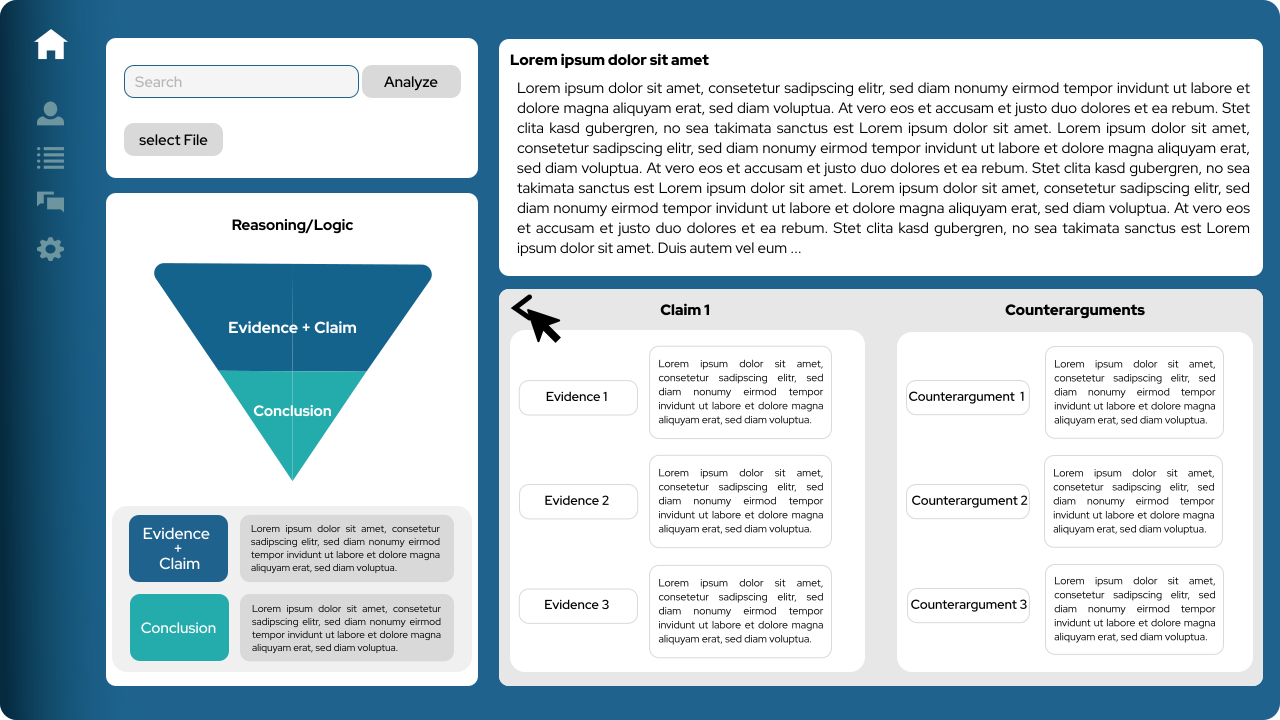 Search
Analyze
select File
Reasoning/Logic
Evidence + Claim
Conclusion
Evidence
+
Claim
Lorem ipsum dolor sit amet, consetetur
sadipscing elitr, sed diam nonumy eirmod
tempor invidunt ut labore et dolore magna
aliquyam erat, sed diam voluptua.
Conclusion
Lorem ipsum dolor sit amet, consetetur
sadipscing elitr, sed diam nonumy eirmod
tempor invidunt ut labore et dolore magna
aliquyam erat, sed diam voluptua.
Lorem ipsum dolor sit amet
Lorem ipsum dolor sit amet, consetetur sadipscing elitr, sed diam nonumy eirmod tempor invidunt ut labore et
dolore magna aliquyam erat, sed diam voluptua. At vero eos et accusam et justo duo dolores et ea rebum. Stet
clita kasd gubergren, no sea takimata sanctus est Lorem ipsum dolor sit amet. Lorem ipsum dolor sit amet,
consetetur sadipscing elitr, sed diam nonumy eirmod tempor invidunt ut labore et dolore magna aliquyam erat,
sed diam voluptua. At vero eos et accusam et justo duo dolores et ea rebum. Stet clita kasd gubergren, no sea
takimata sanctus est Lorem ipsum dolor sit amet. Lorem ipsum dolor sit amet, consetetur sadipscing elitr, sed
diam nonumy eirmod tempor invidunt ut labore et dolore magna aliquyam erat, sed diam voluptua. At vero eos
et accusam et justo duo dolores et ea rebum. Stet clita kasd gubergren, no sea takimata sanctus est Lorem
ipsum dolor sit amet. Duis autem vel eum ...
Claim 1
Evidence 1
Lorem ipsum dolor sit amet,
consetetur sadipscing elitr, sed
diam nonumy eirmod tempor
invidunt ut labore et dolore magna
aliquyam erat, sed diam voluptua.
Evidence 2
Lorem ipsum dolor sit amet,
consetetur sadipscing elitr, sed
diam nonumy eirmod tempor
invidunt ut labore et dolore magna
aliquyam erat, sed diam voluptua.
Evidence 3
Lorem ipsum dolor sit amet,
consetetur sadipscing elitr, sed
diam nonumy eirmod tempor
invidunt ut labore et dolore magna
aliquyam erat, sed diam voluptua.
Counterarguments
Counterargument 1
Lorem ipsum dolor sit amet,
consetetur sadipscing elitr, sed
diam nonumy eirmod tempor
invidunt ut labore et dolore magna
aliquyam erat, sed diam voluptua.
Counterargument 2
Lorem ipsum dolor sit amet,
consetetur sadipscing elitr, sed
diam nonumy eirmod tempor
invidunt ut labore et dolore magna
aliquyam erat, sed diam voluptua.
Counterargument 3
Lorem ipsum dolor sit amet,
consetetur sadipscing elitr, sed
diam nonumy eirmod tempor
invidunt ut labore et dolore magna
aliquyam erat, sed diam voluptua.